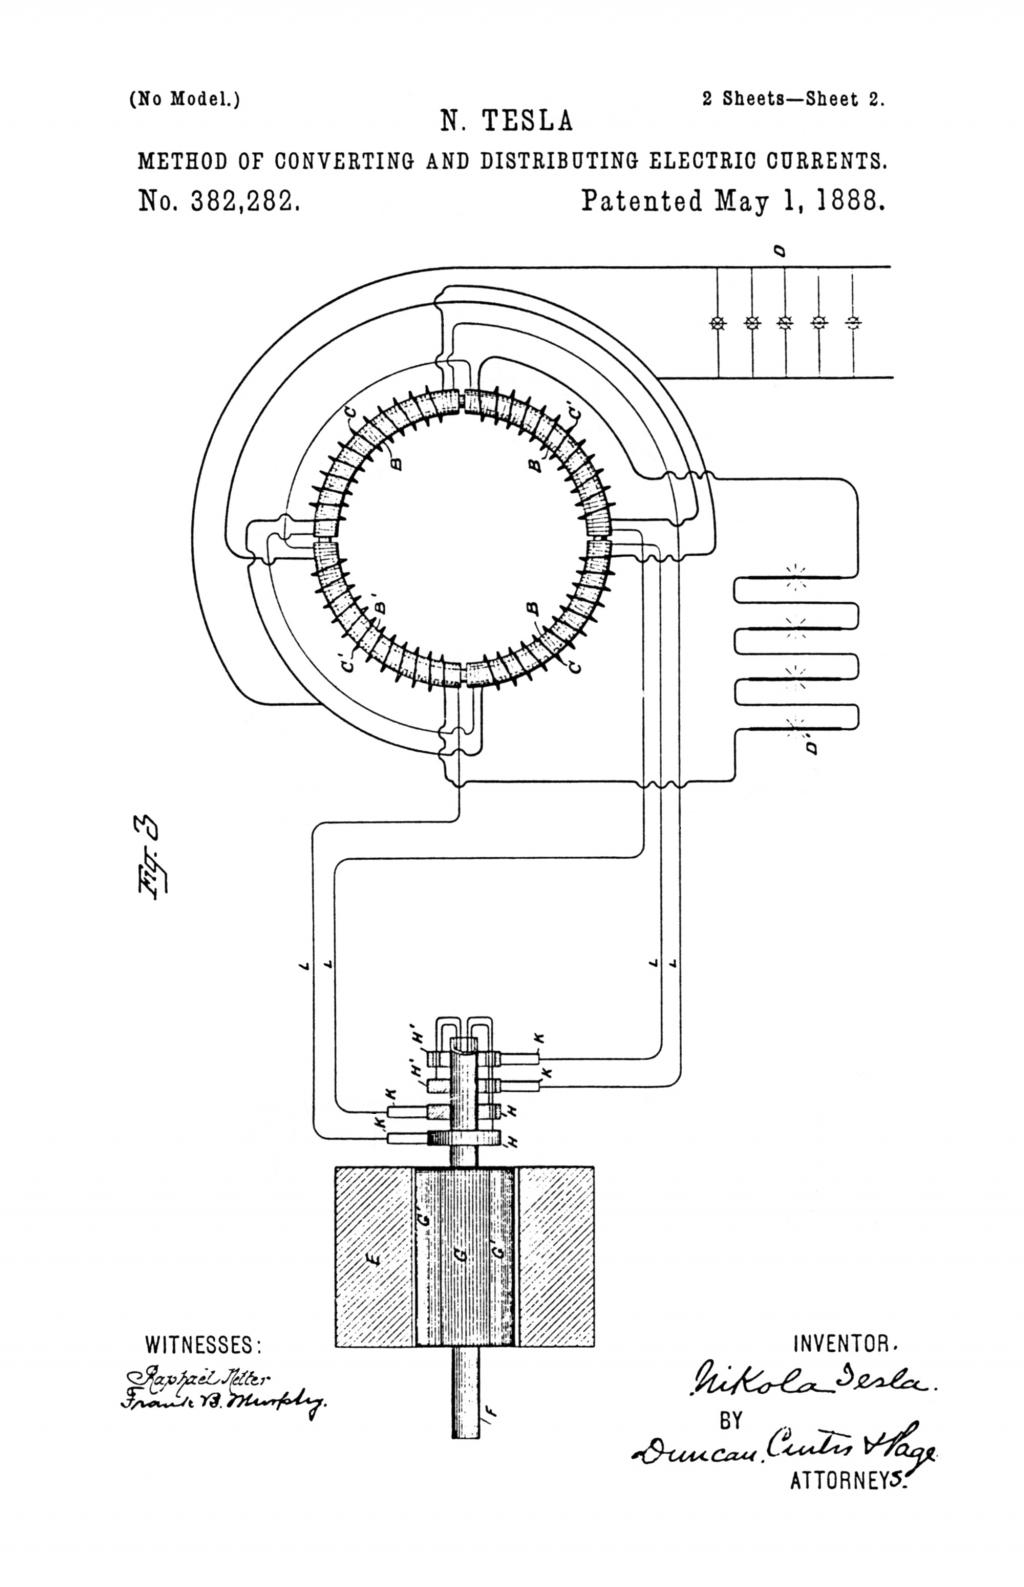 (No Model.)
2 Sheets—Sheet 2.
N. TESLA
METHOD OF CONVERTING AND DISTRIBUTING ELECTRIC CURRENTS.
No. 382,282.
Patented May 1, 1888.
D
C
C'
B
B
B'
B
C'
C
D'
Fig. 3
L
L
L
L
H'
K
H'
K
K
H
K
H
G'
E
G
G'
F
WITNESSES:
Raphaël Netter
Frank B. Murphy.
INVENTOR.
Nikola Tesla.
BY
Duncan, Curtis & Page
ATTORNEYS.